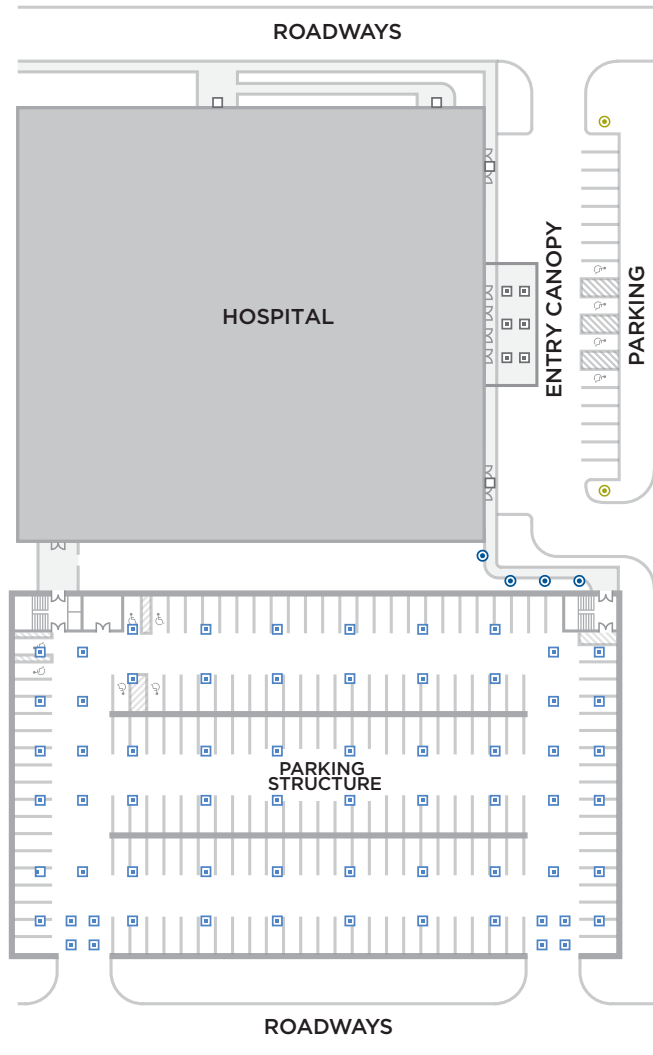 ROADWAYS
HOSPITAL
ENTRY CANOPY
PARKING
PARKING
STRUCTURE
ROADWAYS